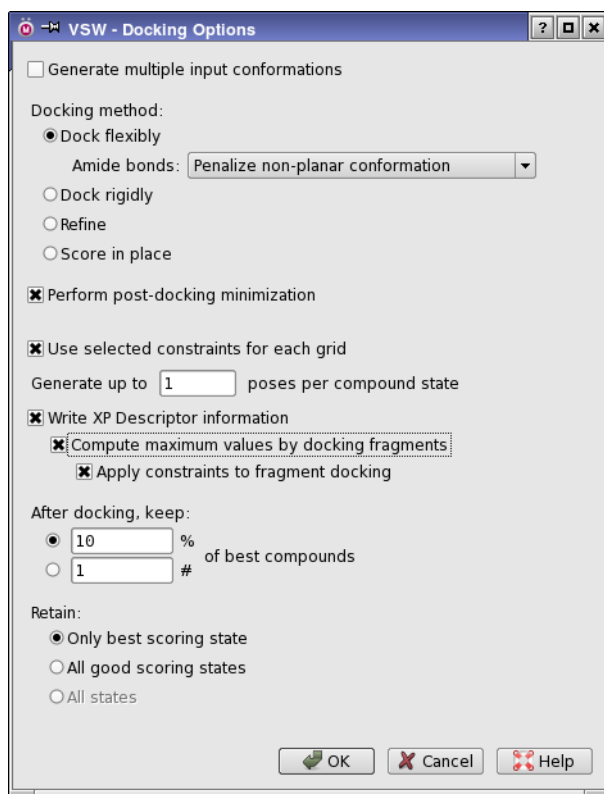 VSW - Docking Options
Generate multiple input conformations
Docking method:
Dock flexibly
Amide bonds: Penalize non-planar conformation
Dock rigidly
Refine
Score in place
Perform post-docking minimization
Use selected constraints for each grid
Generate up to 1 poses per compound state
Write XP Descriptor information
Compute maximum values by docking fragments
Apply constraints to fragment docking
After docking, keep:
10 %
of best compounds
1 #
Retain:
Only best scoring state
All good scoring states
All states
OK Cancel Help